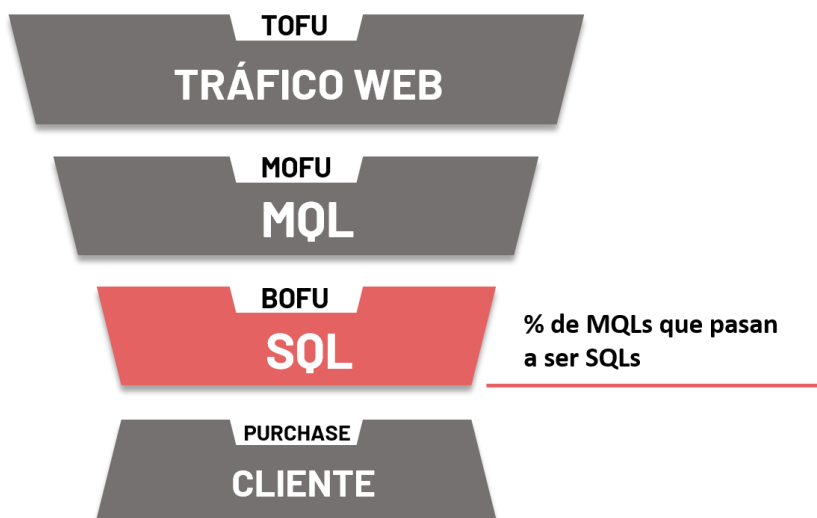 TOFU
TRÁFICO WEB
MOFU
MQL
BOFU
SQL
% de MQLs que pasan
a ser SQLs
PURCHASE
CLIENTE